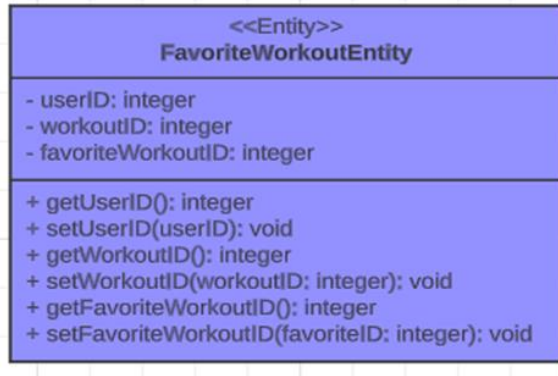 <<Entity>>
FavoriteWorkoutEntity
- userID: integer
- workoutID: integer
- favoriteWorkoutID: integer
+ getUserID(): integer
+ setUserID(userID): void
+ getWorkoutID(): integer
+ setWorkoutID(workoutID: integer): void
+ getFavoriteWorkoutID(): integer
+ setFavoriteWorkoutID(favoriteID: integer): void